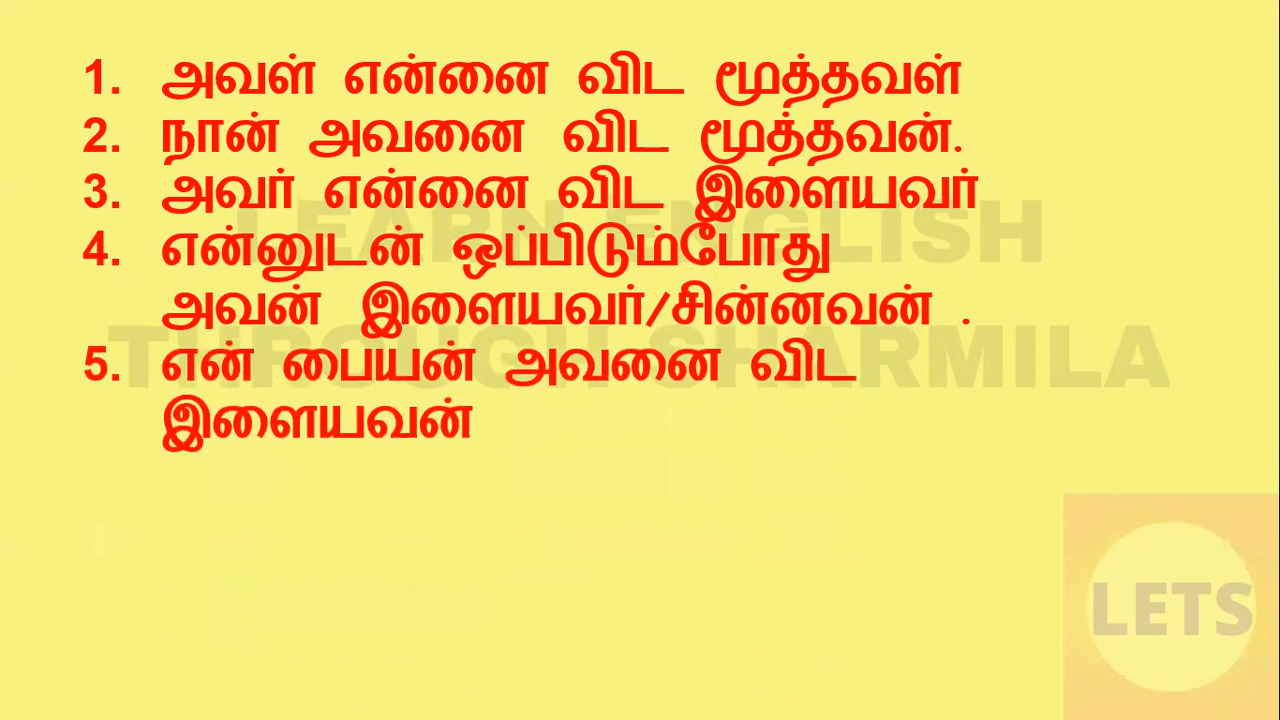 1. அவள் என்னை விட மூத்தவள்
2. நான் அவனை விட மூத்தவன்.
3. அவர் என்னை விட இளையவர்
LEARN ENGLISH
4. என்னுடன் ஒப்பிடும்போது
அவன் இளையவர்/சின்னவன் .
THROUGH SHARMILA
5. என் பையன் அவனை விட
இளையவன்
LETS